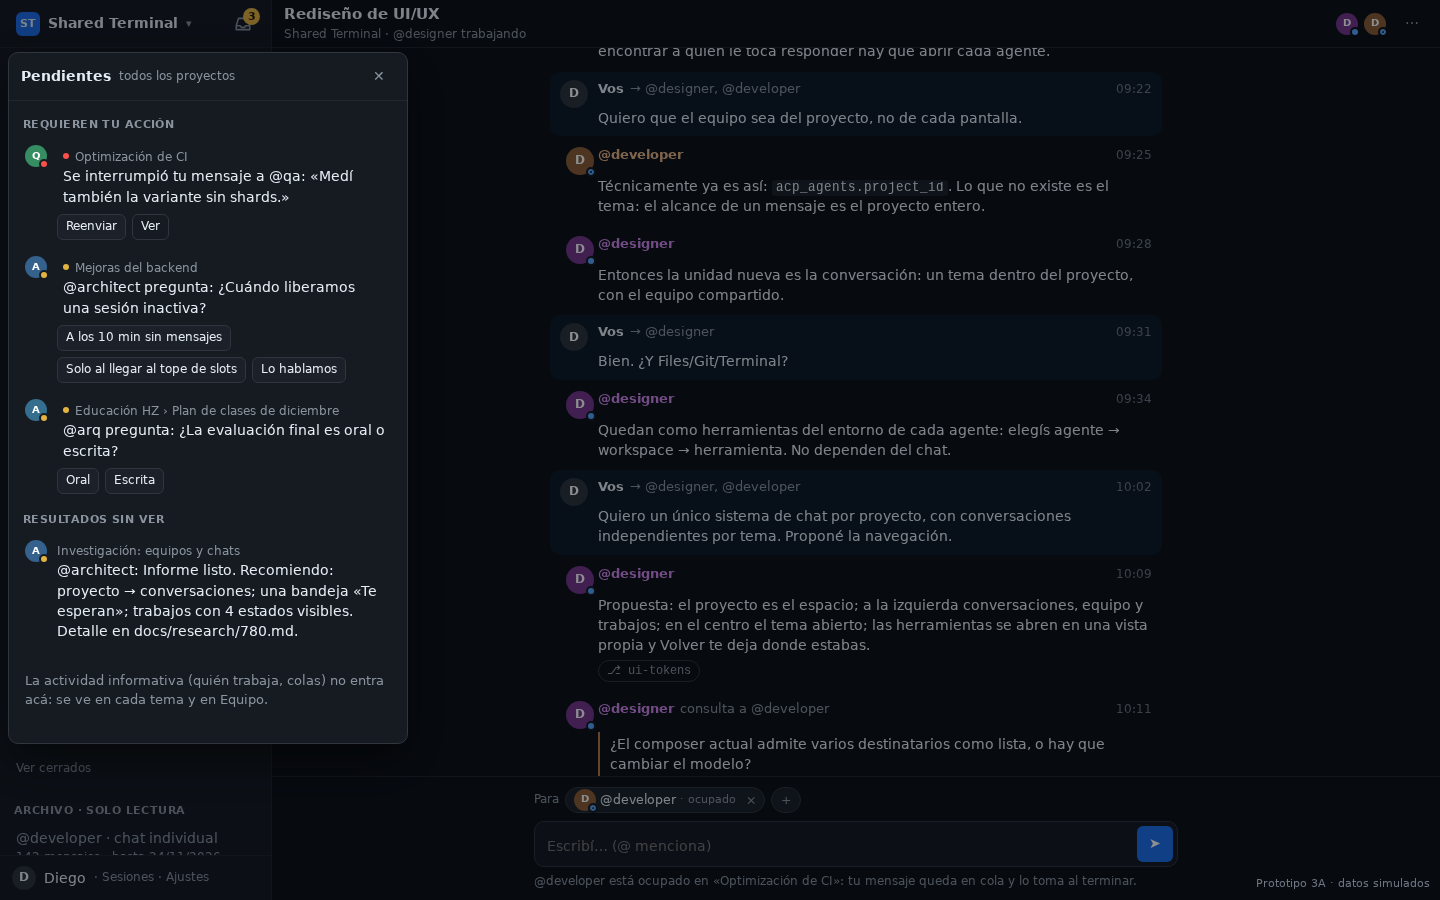 ST Shared Terminal ▾ 3
Pendientes todos los proyectos ✕
REQUIEREN TU ACCIÓN
Q Optimización de CI
Se interrumpió tu mensaje a @qa: «Medí
también la variante sin shards.»
Reenviar Ver
A Mejoras del backend
@architect pregunta: ¿Cuándo liberamos
una sesión inactiva?
A los 10 min sin mensajes
Solo al llegar al tope de slots Lo hablamos
A Educación HZ › Plan de clases de diciembre
@arq pregunta: ¿La evaluación final es oral o
escrita?
Oral Escrita
RESULTADOS SIN VER
A Investigación: equipos y chats
@architect: Informe listo. Recomiendo:
proyecto → conversaciones; una bandeja «Te
esperan»; trabajos con 4 estados visibles.
Detalle en docs/research/780.md.
La actividad informativa (quién trabaja, colas) no entra
acá: se ve en cada tema y en Equipo.
Ver cerrados
ARCHIVO · SOLO LECTURA
@developer · chat individual
D Diego · Sesiones · Ajustes
Rediseño de UI/UX
Shared Terminal · @designer trabajando
D D ···
encontrar a quién le toca responder hay que abrir cada agente.
D Vos → @designer, @developer 09:22
Quiero que el equipo sea del proyecto, no de cada pantalla.
D @developer 09:25
Técnicamente ya es así: acp_agents.project_id. Lo que no existe es el
tema: el alcance de un mensaje es el proyecto entero.
D @designer 09:28
Entonces la unidad nueva es la conversación: un tema dentro del proyecto,
con el equipo compartido.
D Vos → @designer 09:31
Bien. ¿Y Files/Git/Terminal?
D @designer 09:34
Quedan como herramientas del entorno de cada agente: elegís agente →
workspace → herramienta. No dependen del chat.
D Vos → @designer, @developer 10:02
Quiero un único sistema de chat por proyecto, con conversaciones
independientes por tema. Proponé la navegación.
D @designer 10:09
Propuesta: el proyecto es el espacio; a la izquierda conversaciones, equipo y
trabajos; en el centro el tema abierto; las herramientas se abren en una vista
propia y Volver te deja donde estabas.
⎇ ui-tokens
D @designer consulta a @developer 10:11
¿El composer actual admite varios destinatarios como lista, o hay que
cambiar el modelo?
Para D @developer · ocupado ✕ +
Escribí… (@ menciona) ➤
@developer está ocupado en «Optimización de CI»: tu mensaje queda en cola y lo toma al terminar.
Prototipo 3A · datos simulados